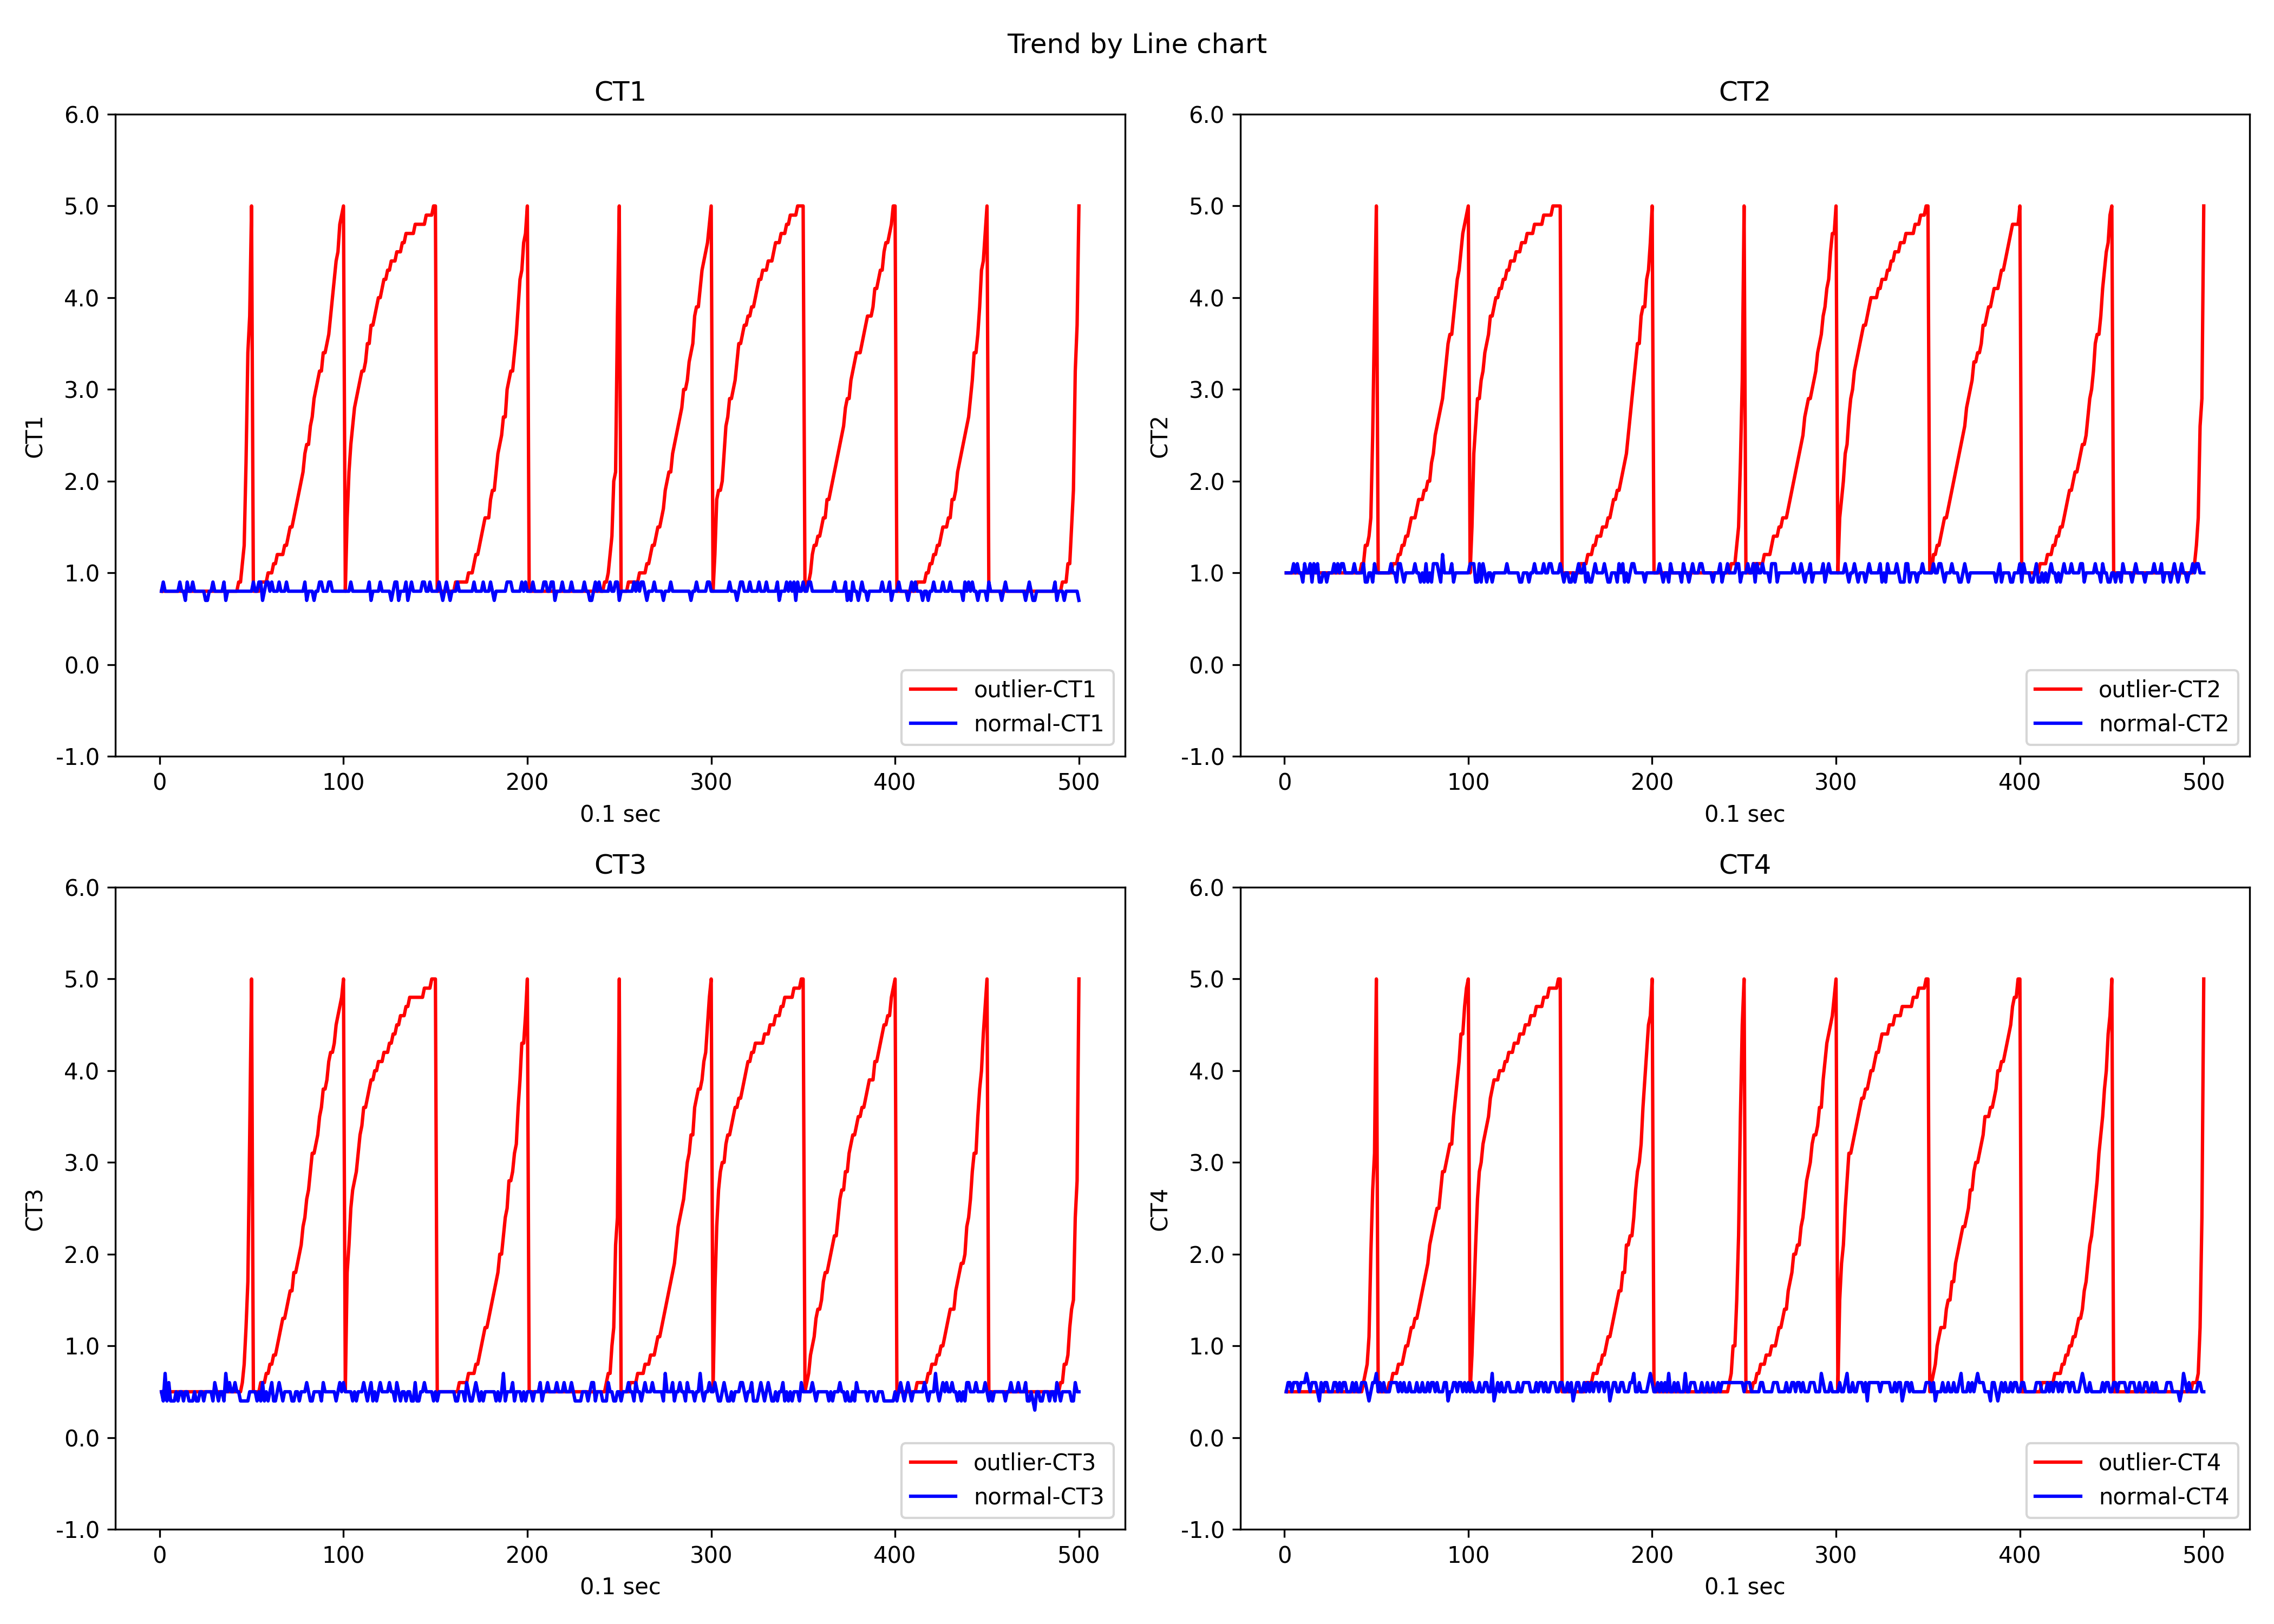 Trend by Line chart
CT1
6.0
5.0
4.0
3.0
2.0
1.0
0.0
-1.0
CT1
outlier-CT1
normal-CT1
0 100 200 300 400 500
0.1 sec
CT2
6.0
5.0
4.0
3.0
2.0
1.0
0.0
-1.0
CT2
outlier-CT2
normal-CT2
0 100 200 300 400 500
0.1 sec
CT3
6.0
5.0
4.0
3.0
2.0
1.0
0.0
-1.0
CT3
outlier-CT3
normal-CT3
0 100 200 300 400 500
0.1 sec
CT4
6.0
5.0
4.0
3.0
2.0
1.0
0.0
-1.0
CT4
outlier-CT4
normal-CT4
0 100 200 300 400 500
0.1 sec